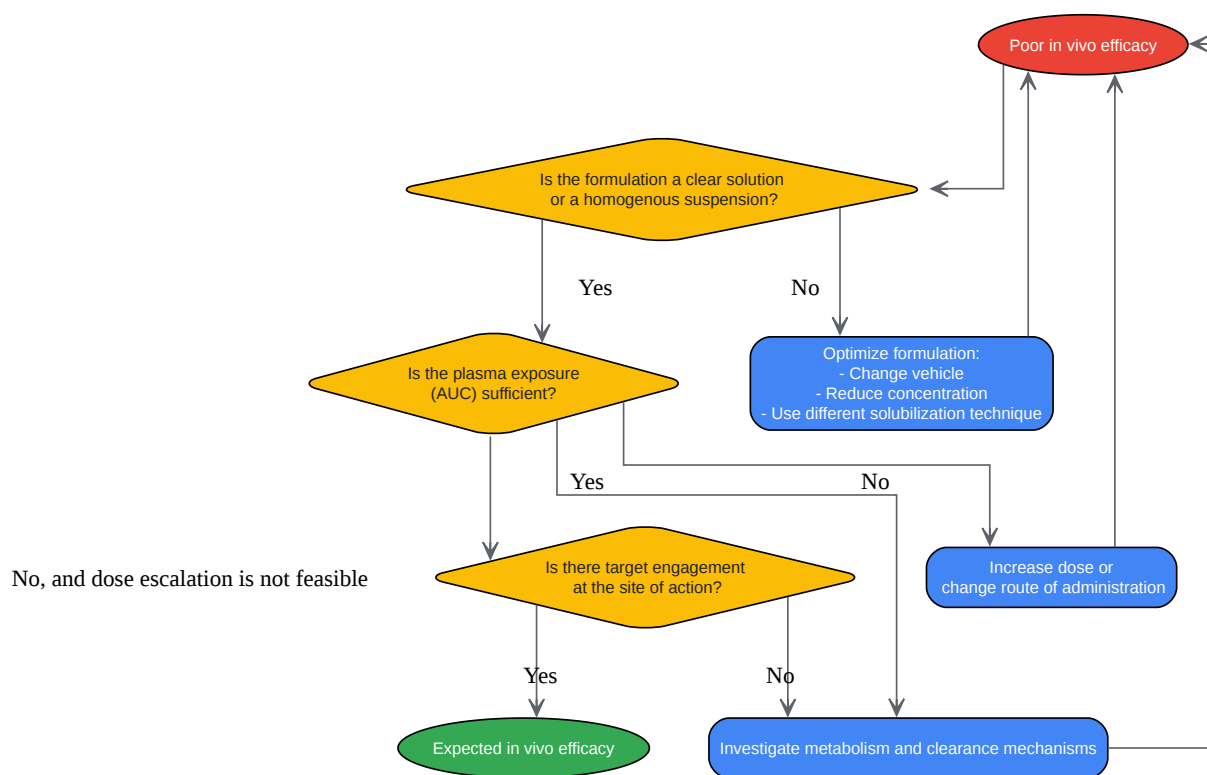 Poor in vivo efficacy
Is the formulation a clear solution
or a homogenous suspension?
Yes
No
Optimize formulation:
- Change vehicle
- Reduce concentration
- Use different solubilization technique
Is the plasma exposure
(AUC) sufficient?
Yes
No
Is there target engagement
at the site of action?
No, and dose escalation is not feasible
Increase dose or
change route of administration
Yes
No
Expected in vivo efficacy
Investigate metabolism and clearance mechanisms